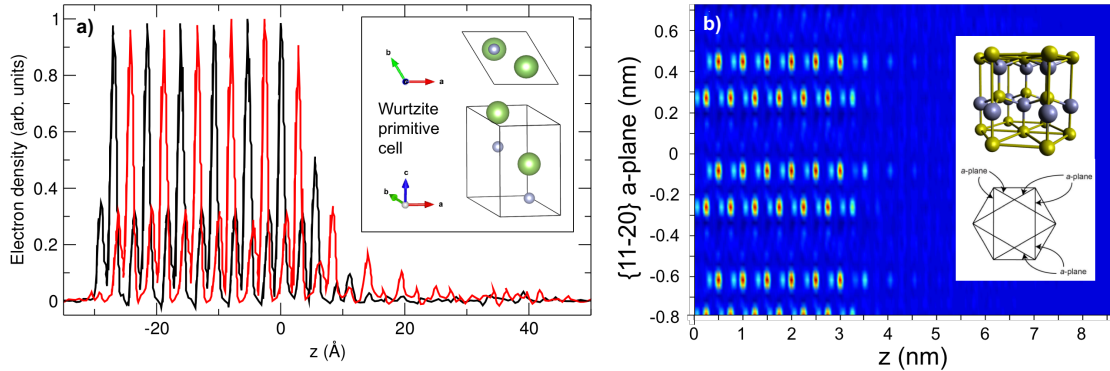 a)
1
0.8
0.6
0.4
0.2
0
Electron density (arb. units)
-20
0
20
40
z (Å)
b
a
Wurtzite
primitive
cell
c
b
a
b)
0.6
0.4
0.2
0
-0.2
-0.4
-0.6
-0.8
{11-20} a-plane (nm)
0
1
2
3
4
5
6
7
8
z (nm)
a-plane
a-plane
a-plane